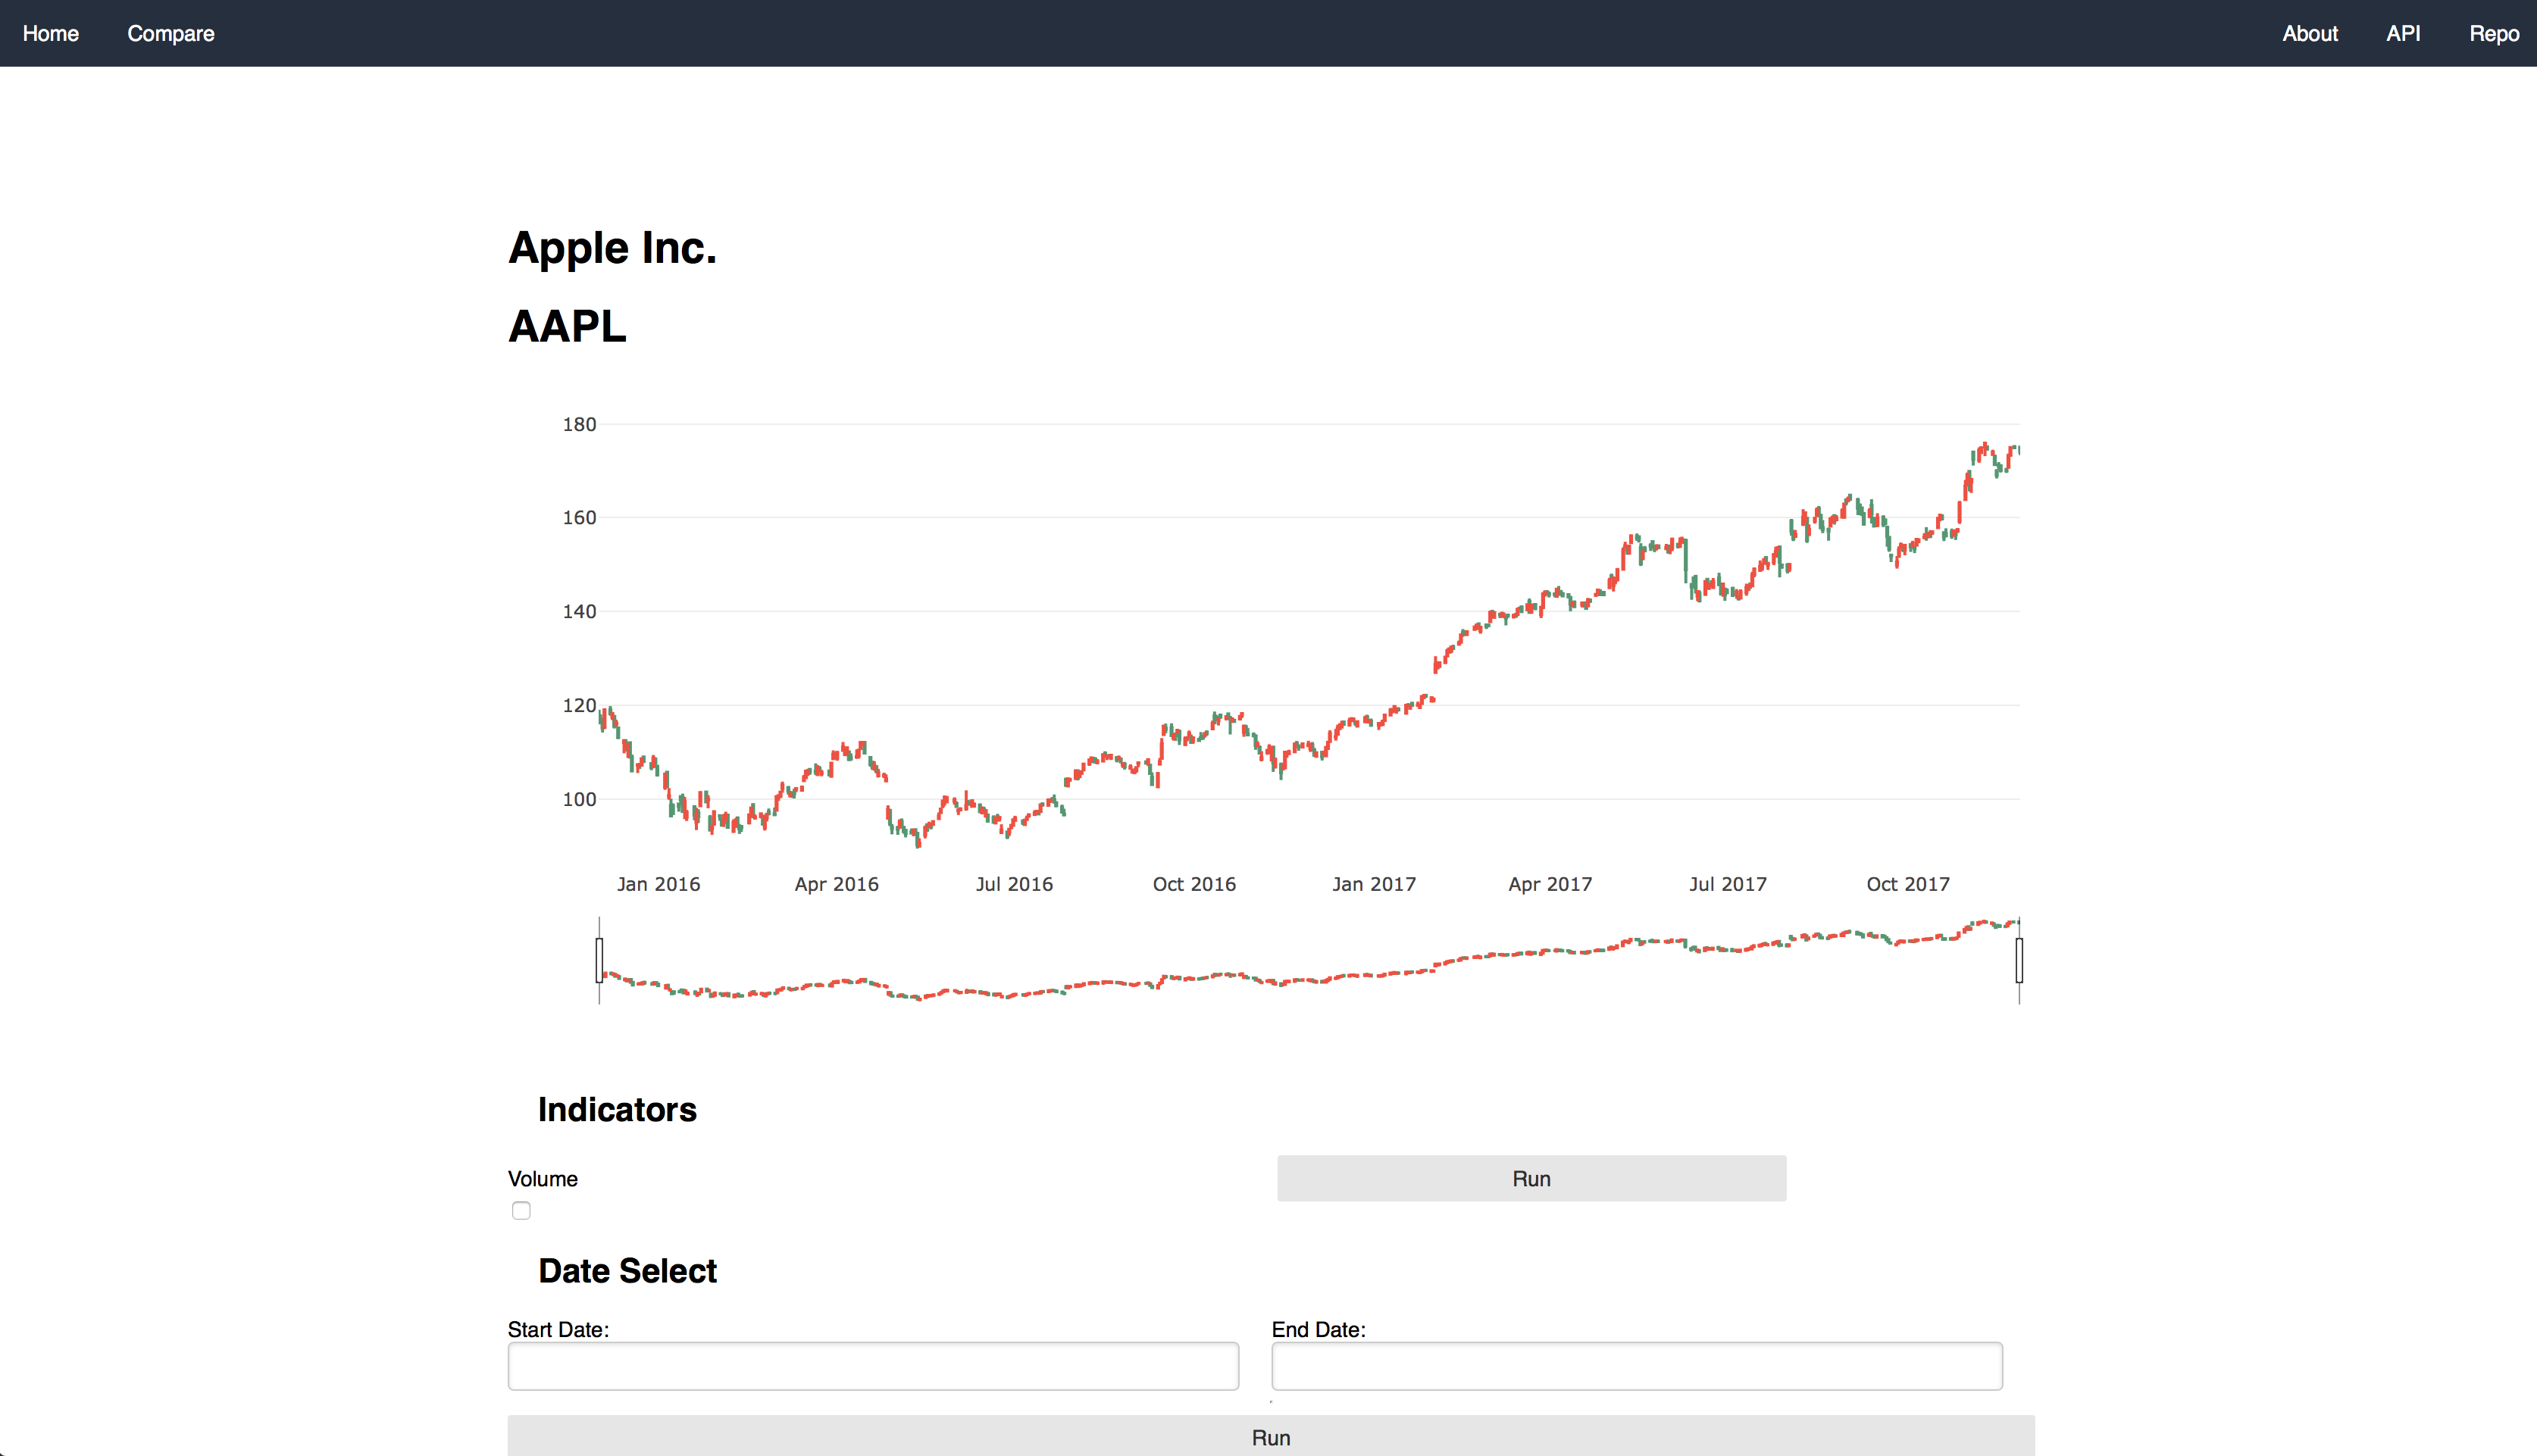 Home Compare About API Repo
Apple Inc.
AAPL
180
160
140
120
100
Jan 2016 Apr 2016 Jul 2016 Oct 2016 Jan 2017 Apr 2017 Jul 2017 Oct 2017
Indicators
Volume Run
Date Select
Start Date: End Date:
Run